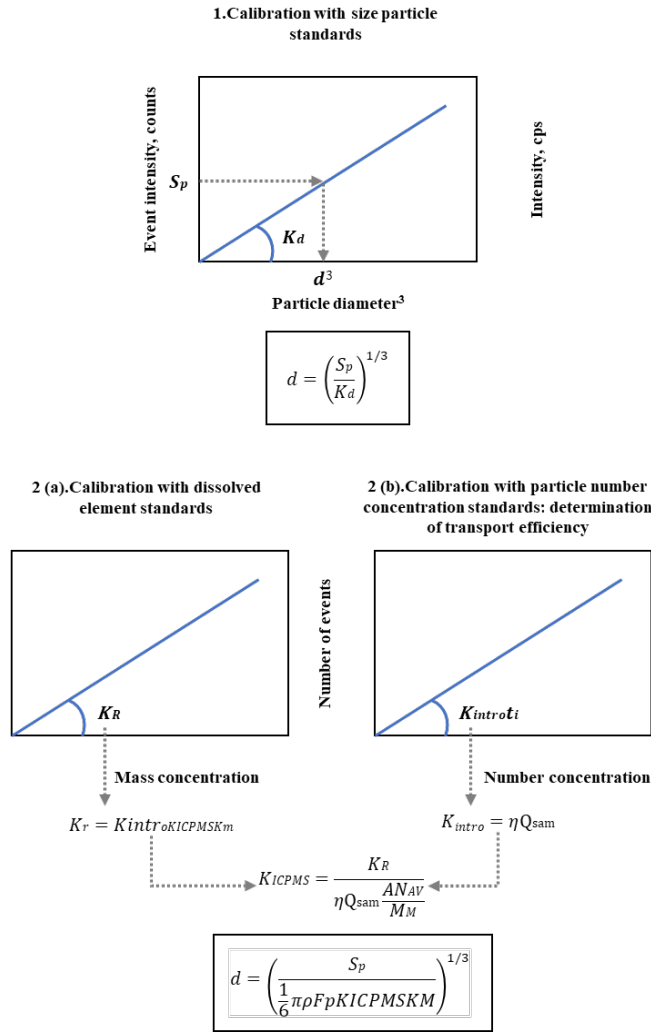 1.Calibration with size particle
standards
Event intensity, counts
Intensity, cps
Sp
Kd
d³
Particle diameter³
d = (Sp/Kd)^1/3
2 (a).Calibration with dissolved
element standards
2 (b).Calibration with particle number
concentration standards: determination
of transport efficiency
Number of events
KR
Kintroti
Mass concentration
Number concentration
Kr = KintroKICPMSKm
Kintro = ηQsam
KICPMS = KR / ηQsam ANAV/MM
d = (Sp / 1/6 πρFpKICPMSKM)^1/3